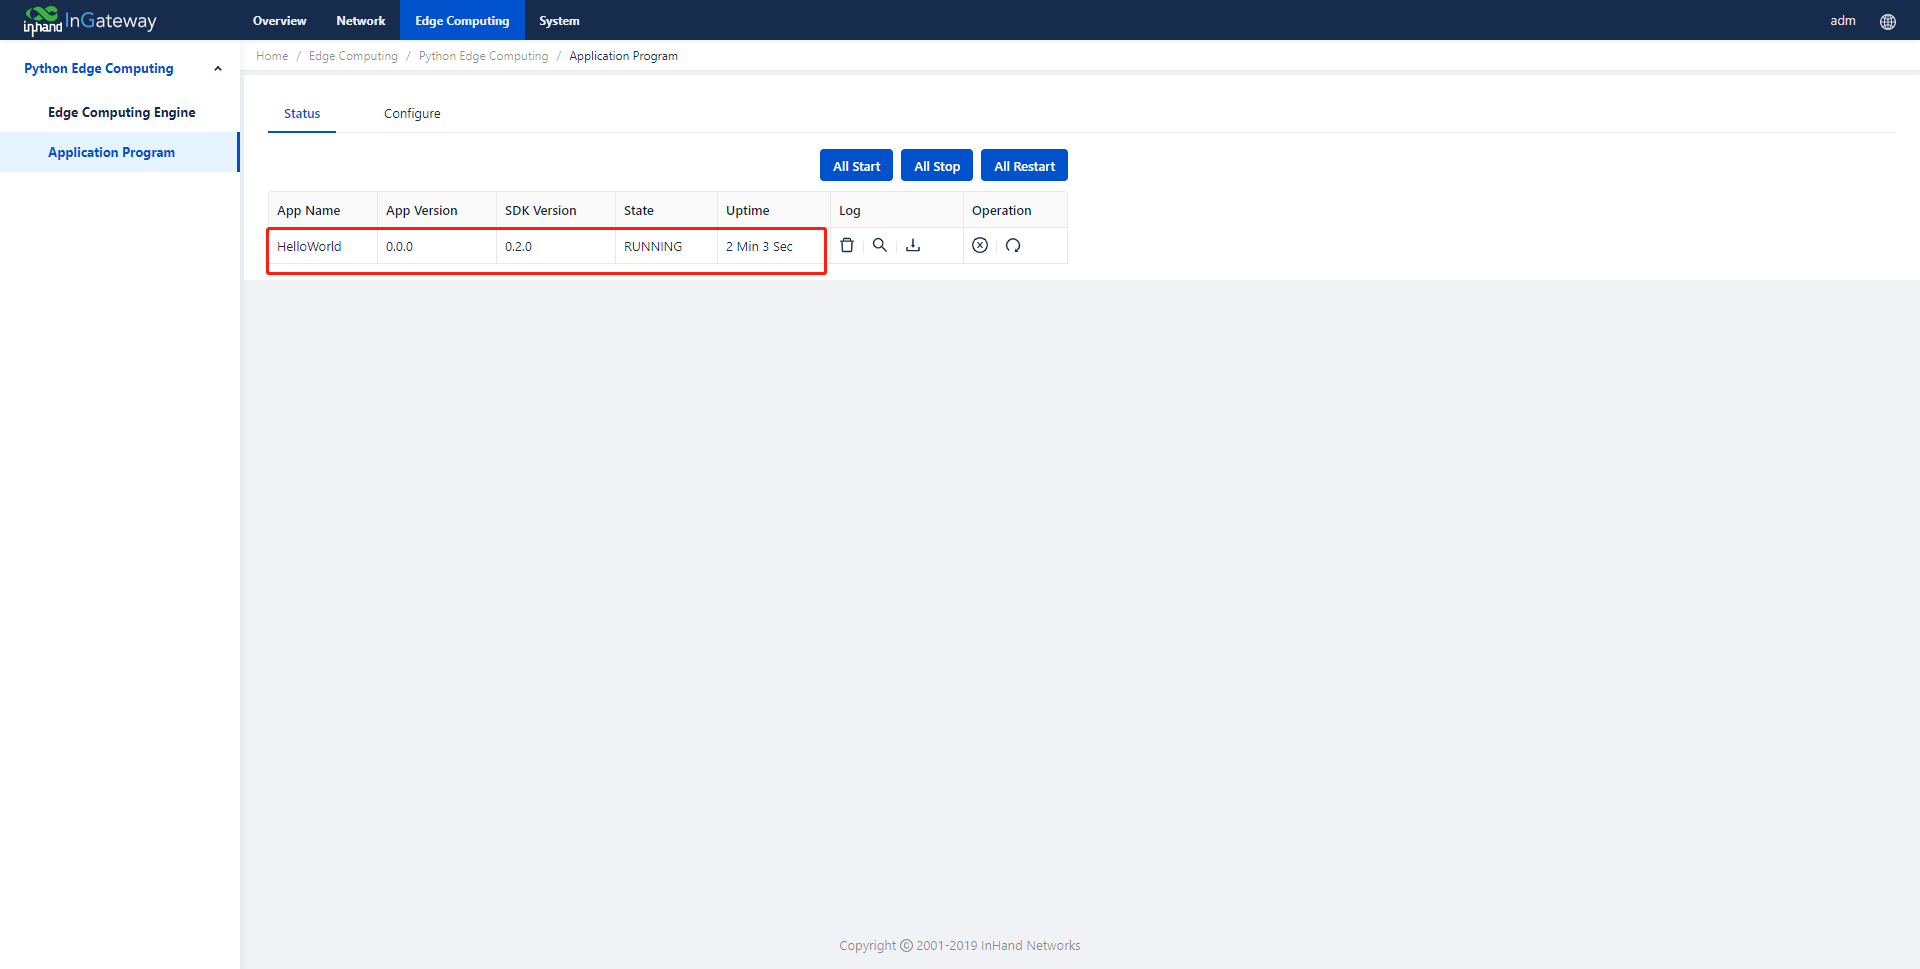 inhand InGateway Overview Network Edge Computing System adm
Home / Edge Computing / Python Edge Computing / Application Program
Python Edge Computing
Edge Computing Engine
Application Program
Status Configure
All Start All Stop All Restart
App Name App Version SDK Version State Uptime Log Operation
HelloWorld 0.0.0 0.2.0 RUNNING 2 Min 3 Sec
Copyright © 2001-2019 InHand Networks